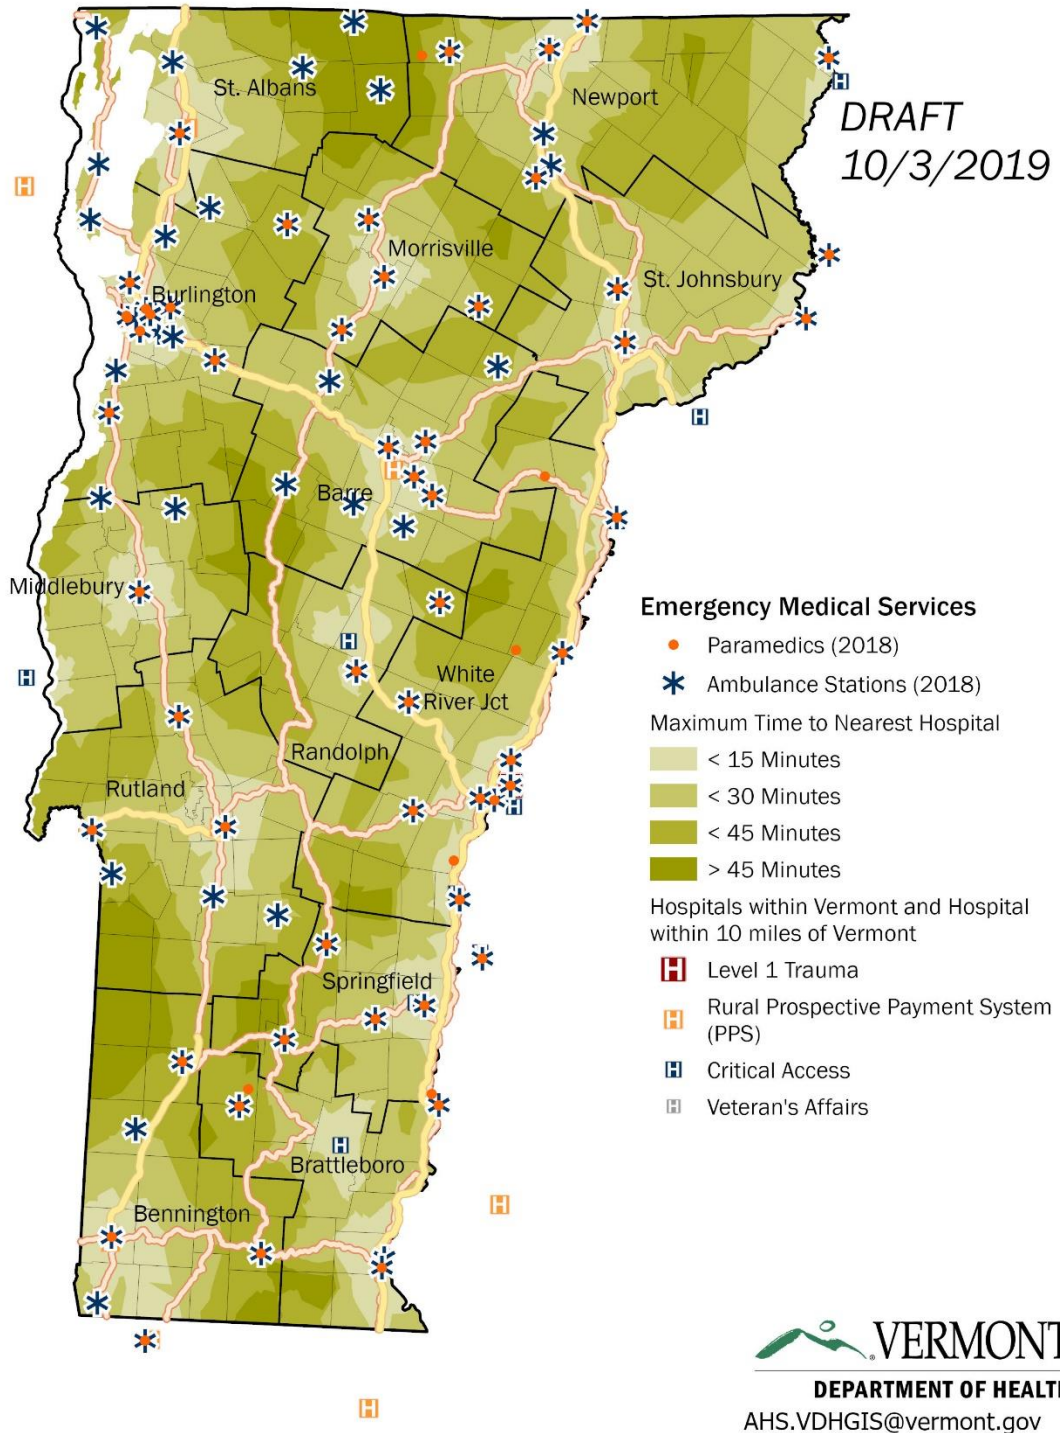 St. Albans
Newport
DRAFT
10/3/2019
Morrisville
St. Johnsbury
Burlington
Barre
Middlebury
White
River Jct
Randolph
Rutland
Springfield
Brattleboro
Bennington
Emergency Medical Services
Paramedics (2018)
Ambulance Stations (2018)
Maximum Time to Nearest Hospital
< 15 Minutes
< 30 Minutes
< 45 Minutes
> 45 Minutes
Hospitals within Vermont and Hospital
within 10 miles of Vermont
H Level 1 Trauma
H Rural Prospective Payment System
(PPS)
H Critical Access
H Veteran's Affairs
VERMONT
DEPARTMENT OF HEALT
AHS.VDHGIS@vermont.gov